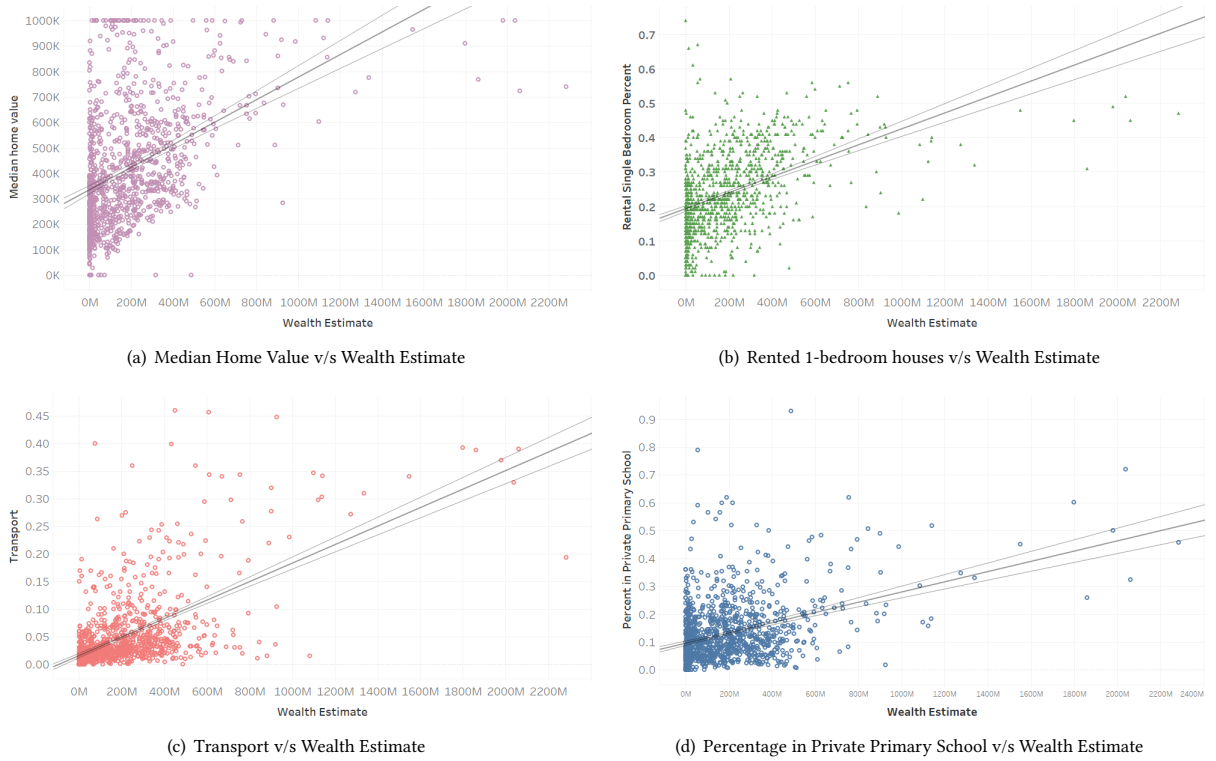 1000K
900K
800K
700K
600K
500K
400K
300K
200K
100K
0K
Median home value
0M 200M 400M 600M 800M 1000M 1200M 1400M 1600M 1800M 2000M 2200M
Wealth Estimate
(a) Median Home Value v/s Wealth Estimate
0.7
0.6
0.5
0.4
0.3
0.2
0.1
0.0
Rental Single Bedroom Percent
0M 200M 400M 600M 800M 1000M 1200M 1400M 1600M 1800M 2000M 2200M
Wealth Estimate
(b) Rented 1-bedroom houses v/s Wealth Estimate
0.45
0.40
0.35
0.30
0.25
0.20
0.15
0.10
0.05
0.00
Transport
0M 200M 400M 600M 800M 1000M 1200M 1400M 1600M 1800M 2000M 2200M
Wealth Estimate
(c) Transport v/s Wealth Estimate
0.9
0.8
0.7
0.6
0.5
0.4
0.3
0.2
0.1
0.0
Percent in Private Primary School
0M 200M 400M 600M 800M 1000M 1200M 1400M 1600M 1800M 2000M 2200M 2400M
Wealth Estimate
(d) Percentage in Private Primary School v/s Wealth Estimate